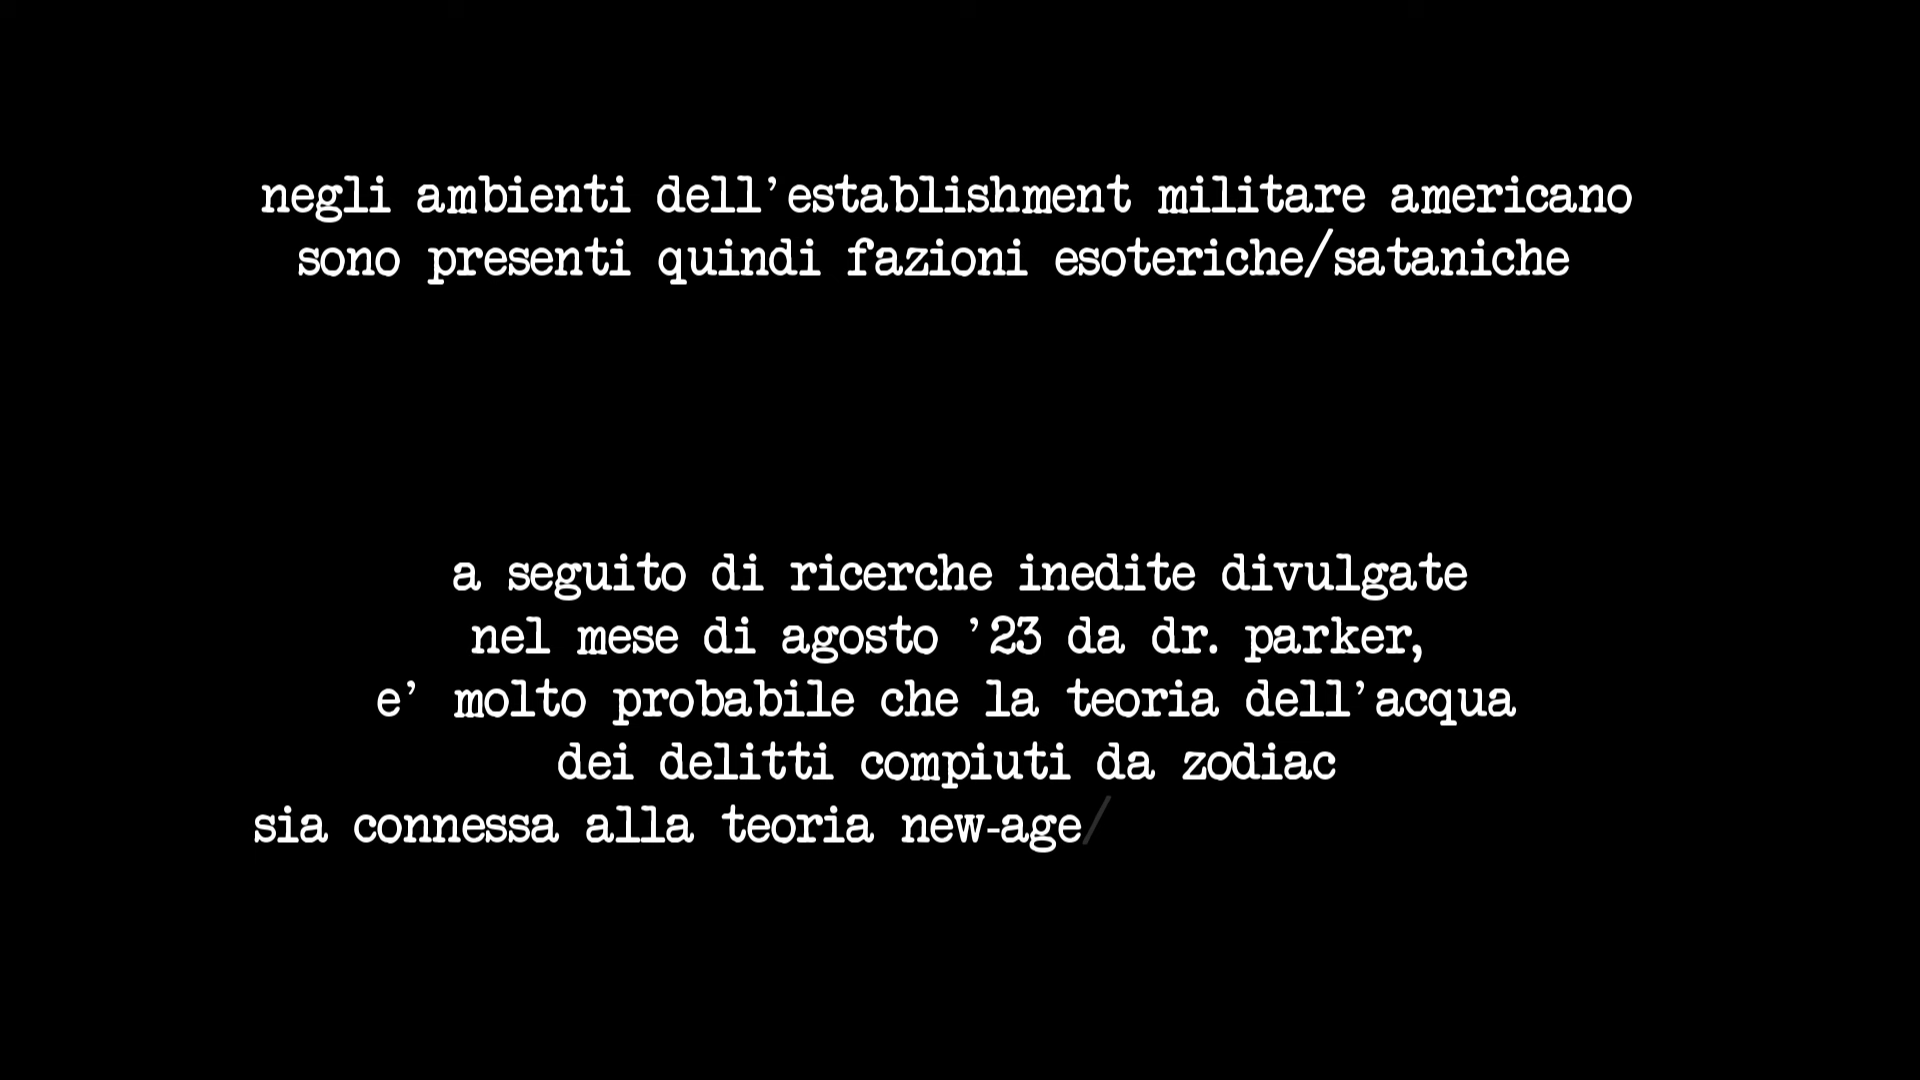 negli ambienti dell’establishment militare americano
sono presenti quindi fazioni esoteriche/sataniche
a seguito di ricerche inedite divulgate
nel mese di agosto ’23 da dr. parker,
e’ molto probabile che la teoria dell’acqua
dei delitti compiuti da zodiac
sia connessa alla teoria new-age/